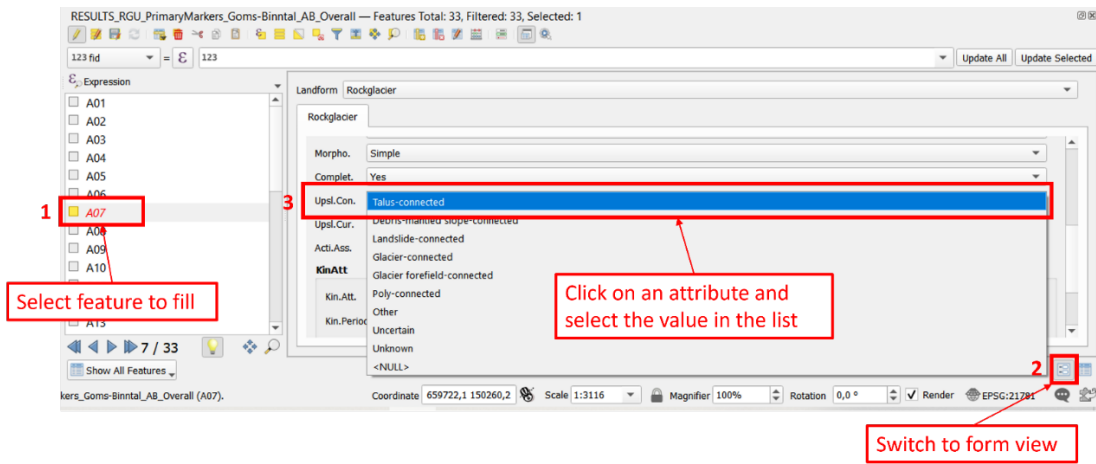 RESULTS_RGU_PrimaryMarkers_Goms-Binntal_AB_Overall — Features Total: 33, Filtered: 33, Selected: 1
123 fid = ε 123 Update All Update Selected
Expression
A01
A02
A03
A04
A05
A06
A07
A08
A09
A10
A13
1
Select feature to fill
7 / 33
Show All Features
Landform Rockglacier
Rockglacier
Morpho. Simple
Complet. Yes
3
Upsl.Con. Talus-connected
Upsl.Cur. Debris-mantled slope-connected
Landslide-connected
Acti.Ass.
Glacier-connected
KinAtt
Glacier forefield-connected
Kin.Att. Poly-connected
Other
Kin.Perio
Uncertain
Unknown
<NULL>
Click on an attribute and
select the value in the list
2
kers_Goms-Binntal_AB_Overall (A07). Coordinate 659722,1 150260,2 Scale 1:3116 Magnifier 100% Rotation 0,0 ° Render EPSG:21781
Switch to form view